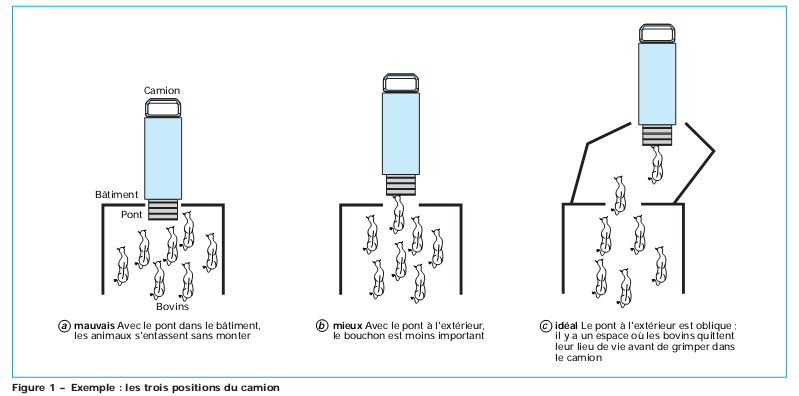 Camion
Bâtiment
Pont
Bovins
a mauvais Avec le pont dans le bâtiment,
les animaux s'entassent sans monter
b mieux Avec le pont à l'extérieur,
le bouchon est moins important
c idéal Le pont à l'extérieur est oblique ;
il y a un espace où les bovins quittent
leur lieu de vie avant de grimper dans
le camion
Figure 1 – Exemple : les trois positions du camion